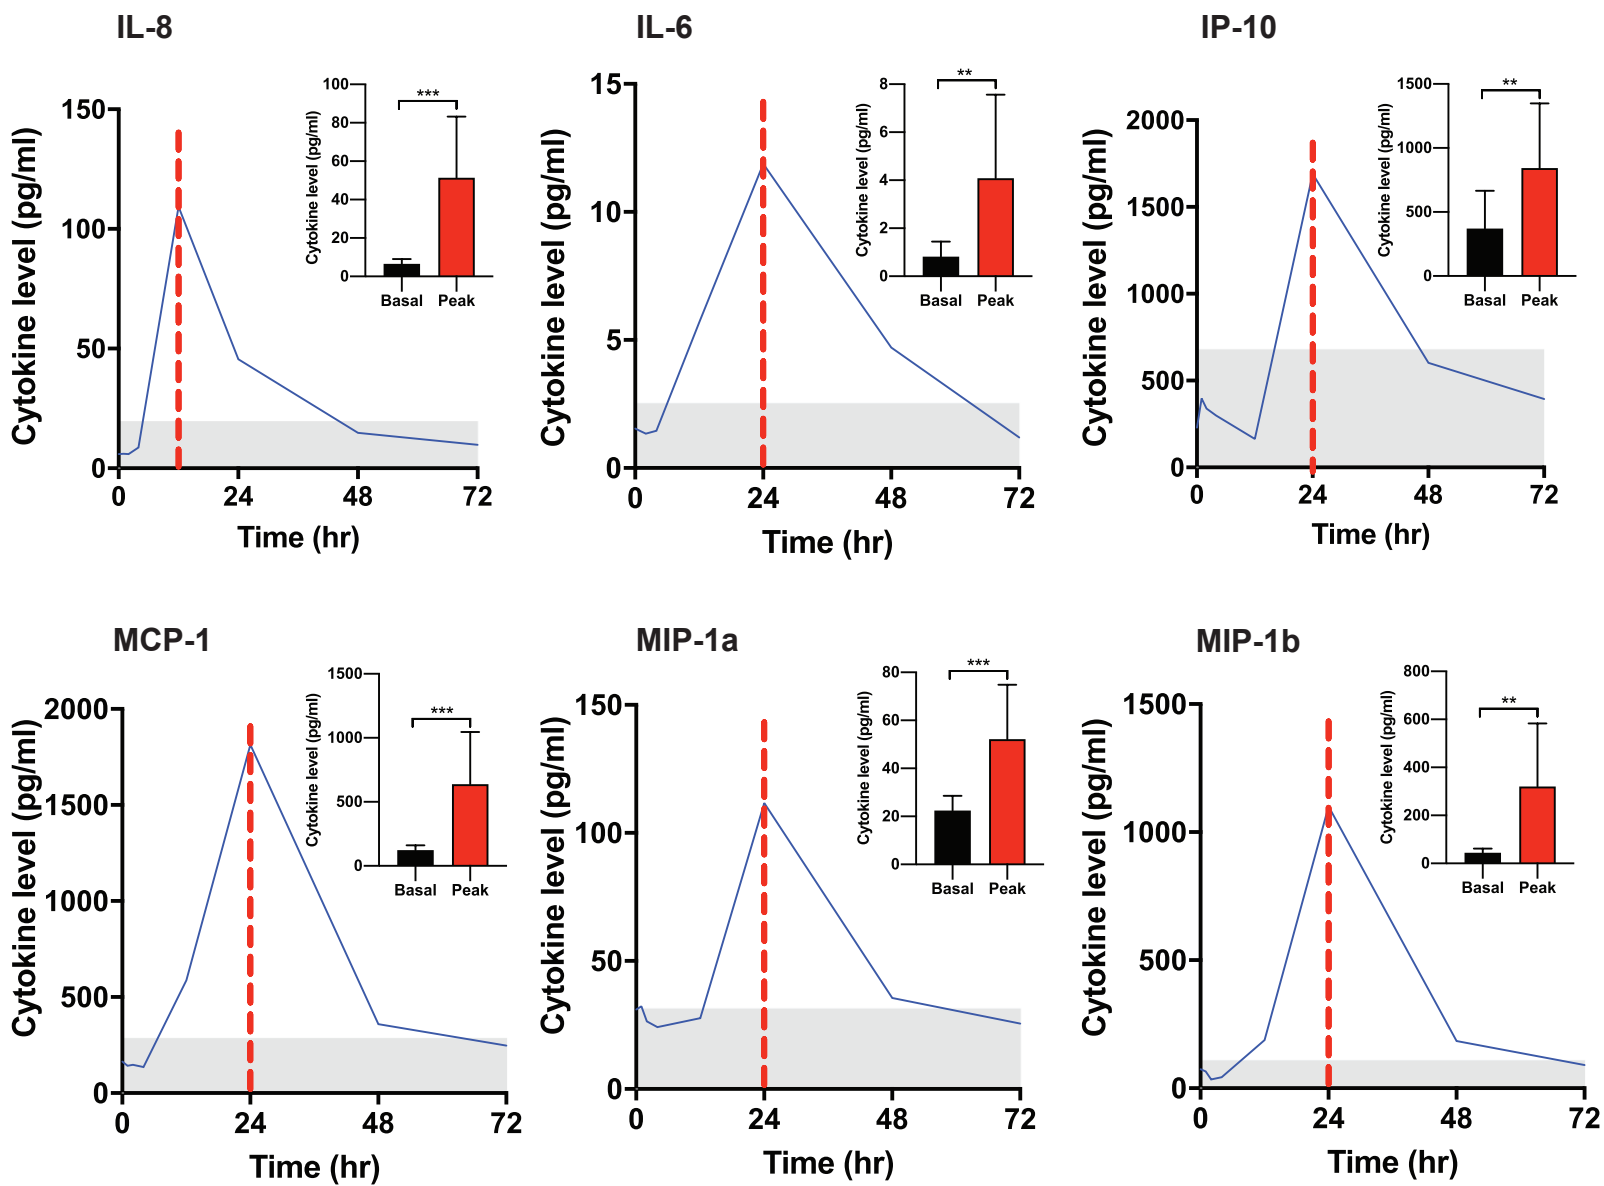 IL-8
Cytokine level (pg/ml)
150
100
50
0
0 24 48 72
Time (hr)
Cytokine level (pg/ml)
100
80
60
40
20
0
***
Basal Peak
IL-6
Cytokine level (pg/ml)
15
10
5
0
0 24 48 72
Time (hr)
Cytokine level (pg/ml)
8
6
4
2
0
**
Basal Peak
IP-10
Cytokine level (pg/ml)
2000
1500
1000
500
0
0 24 48 72
Time (hr)
Cytokine level (pg/ml)
1500
1000
500
0
**
Basal Peak
MCP-1
Cytokine level (pg/ml)
2000
1500
1000
500
0
0 24 48 72
Time (hr)
Cytokine level (pg/ml)
1500
1000
500
0
***
Basal Peak
MIP-1a
Cytokine level (pg/ml)
150
100
50
0
0 24 48 72
Time (hr)
Cytokine level (pg/ml)
80
60
40
20
0
***
Basal Peak
MIP-1b
Cytokine level (pg/ml)
1500
1000
500
0
0 24 48 72
Time (hr)
Cytokine level (pg/ml)
800
600
400
200
0
**
Basal Peak